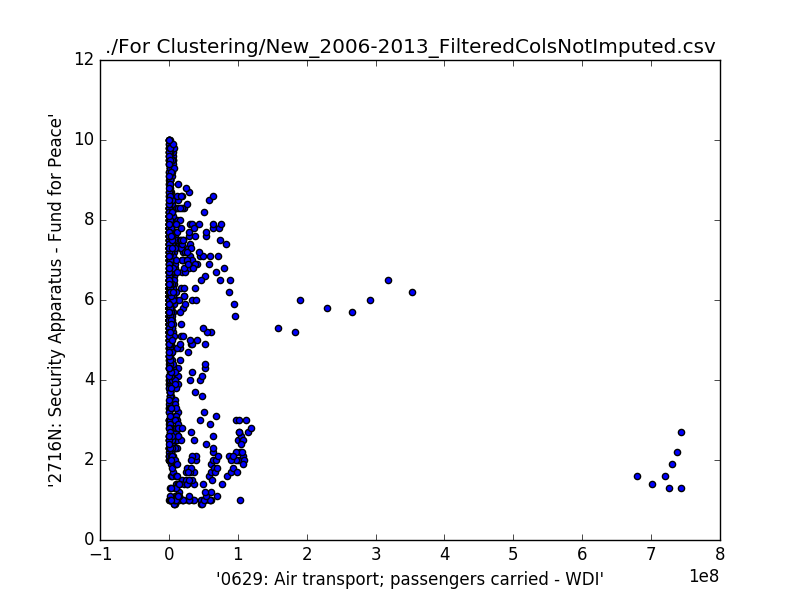 ./For Clustering/New_2006-2013_FilteredColsNotImputed.csv
12
10
8
6
4
2
0
'2716N: Security Apparatus - Fund for Peace'
−1 0 1 2 3 4 5 6 7 8
1e8
'0629: Air transport; passengers carried - WDI'